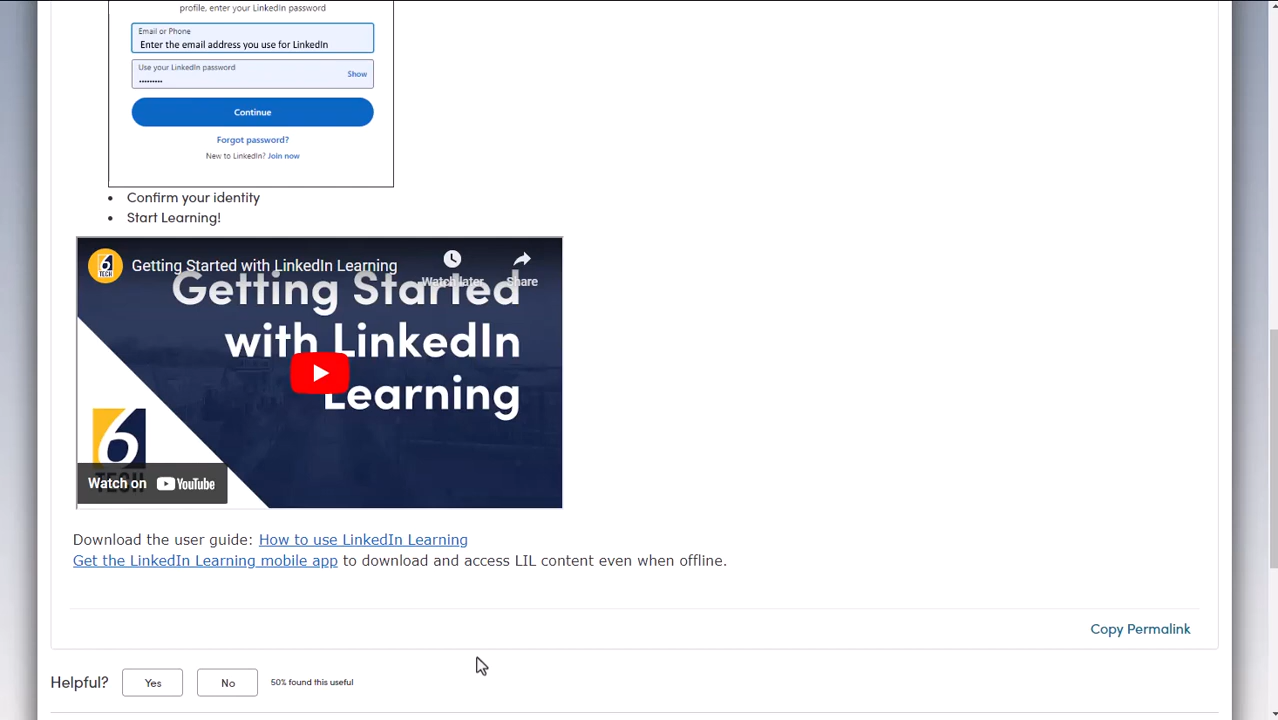 profile, enter your LinkedIn password
Email or Phone
Enter the email address you use for LinkedIn
Use your LinkedIn password
•••••••••
Show
Continue
Forgot password?
New to LinkedIn? Join now
• Confirm your identity
• Start Learning!
6
TECH
Getting Started with LinkedIn Learning
Watch later
Share
Getting Started
with LinkedIn
Learning
6
TECH
Watch on YouTube
Download the user guide: How to use LinkedIn Learning
Get the LinkedIn Learning mobile app to download and access LIL content even when offline.
Copy Permalink
Helpful?
Yes
No
50% found this useful